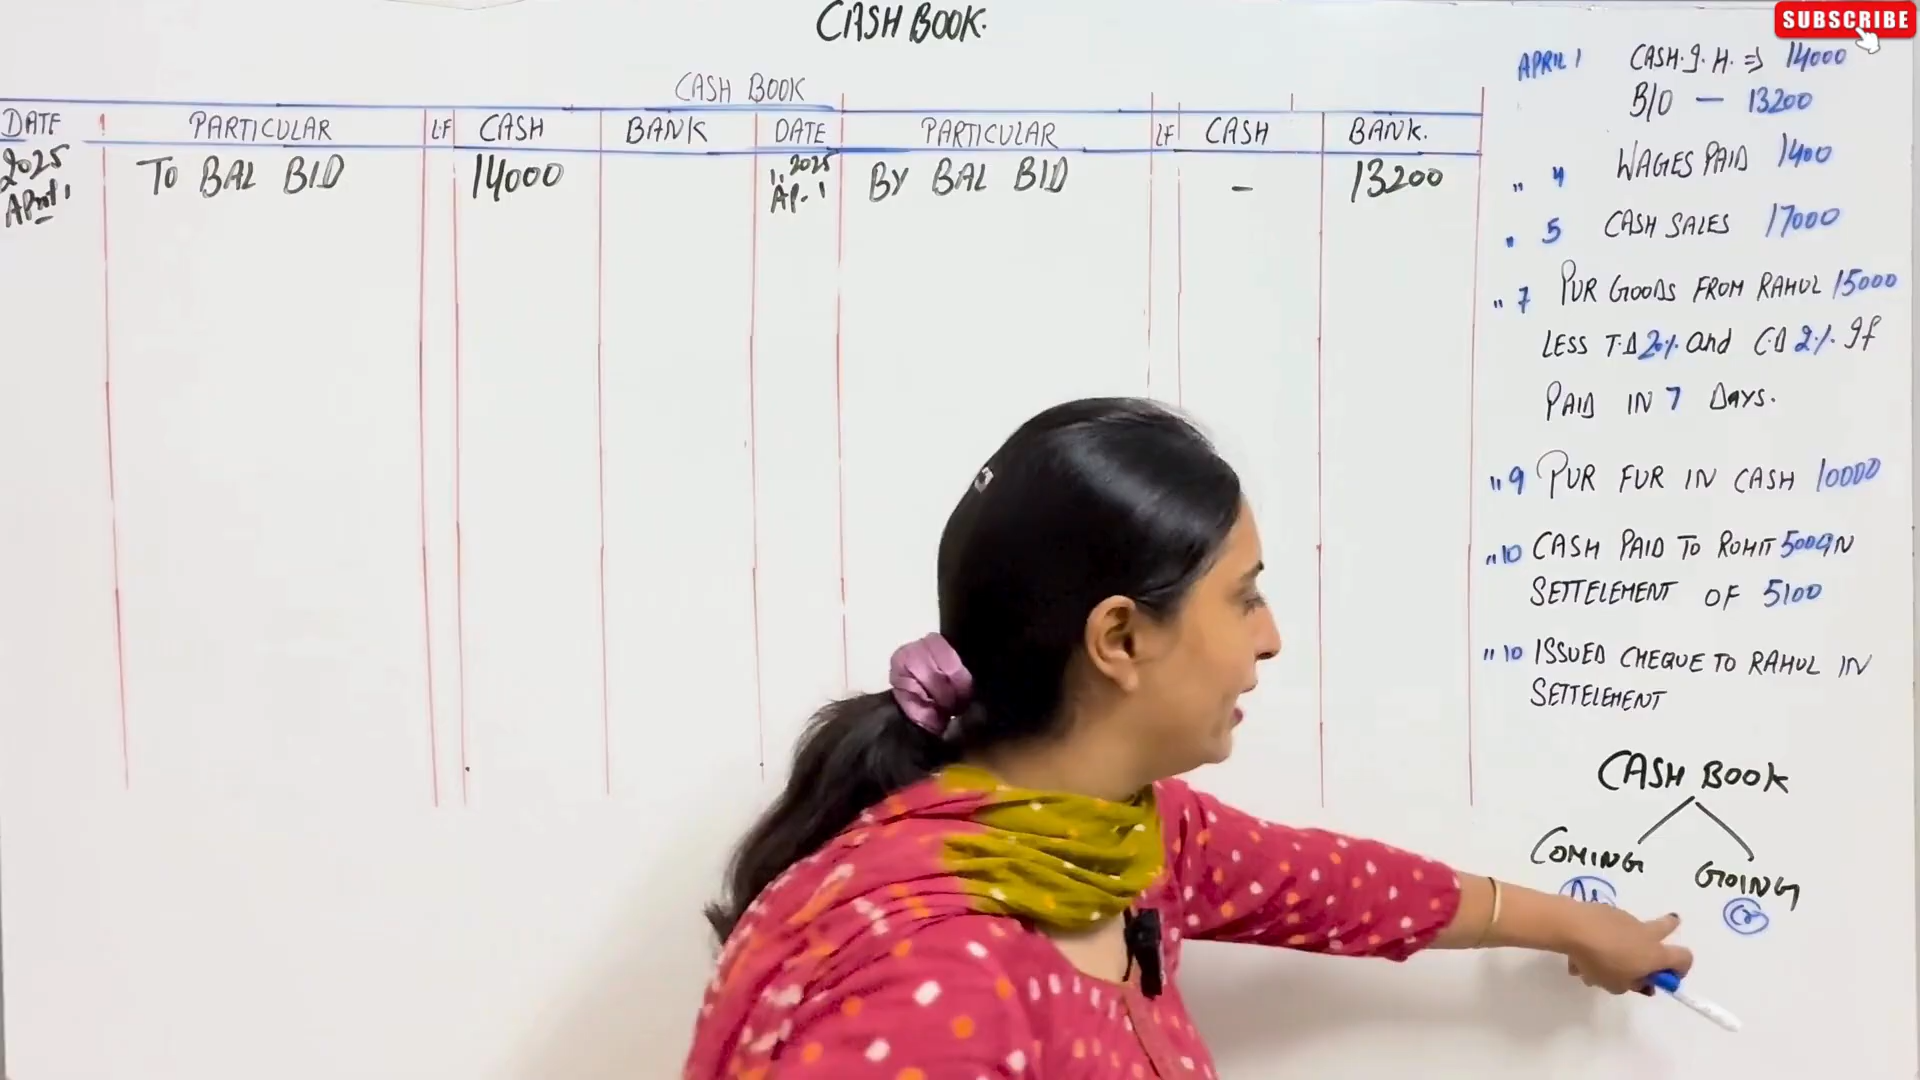 CASH BOOK.
SUBSCRIBE
CASH BOOK
DATE PARTICULAR LF CASH BANK DATE PARTICULAR LF CASH BANK.
2025 TO BAL B/D 14000 2025 BY BAL B/D - 13200
APril 1 AP. 1
APRIL 1 CASH.I.H. ⇒ 14000
B/O — 13200
" 4 WAGES PAID 1400
" 5 CASH SALES 17000
" 7 PUR GOODS FROM RAHUL 15000
LESS T.D 20%. and C.D 2%. If
PAID IN 7 DAYS.
"9 PUR FUR IN CASH 10000
"10 CASH PAID TO ROHIT 5000 IN
SETTELEMENT OF 5100
"10 ISSUED CHEQUE TO RAHUL IN
SETTELEMENT
CASH BOOK
COMING GOING
Cr